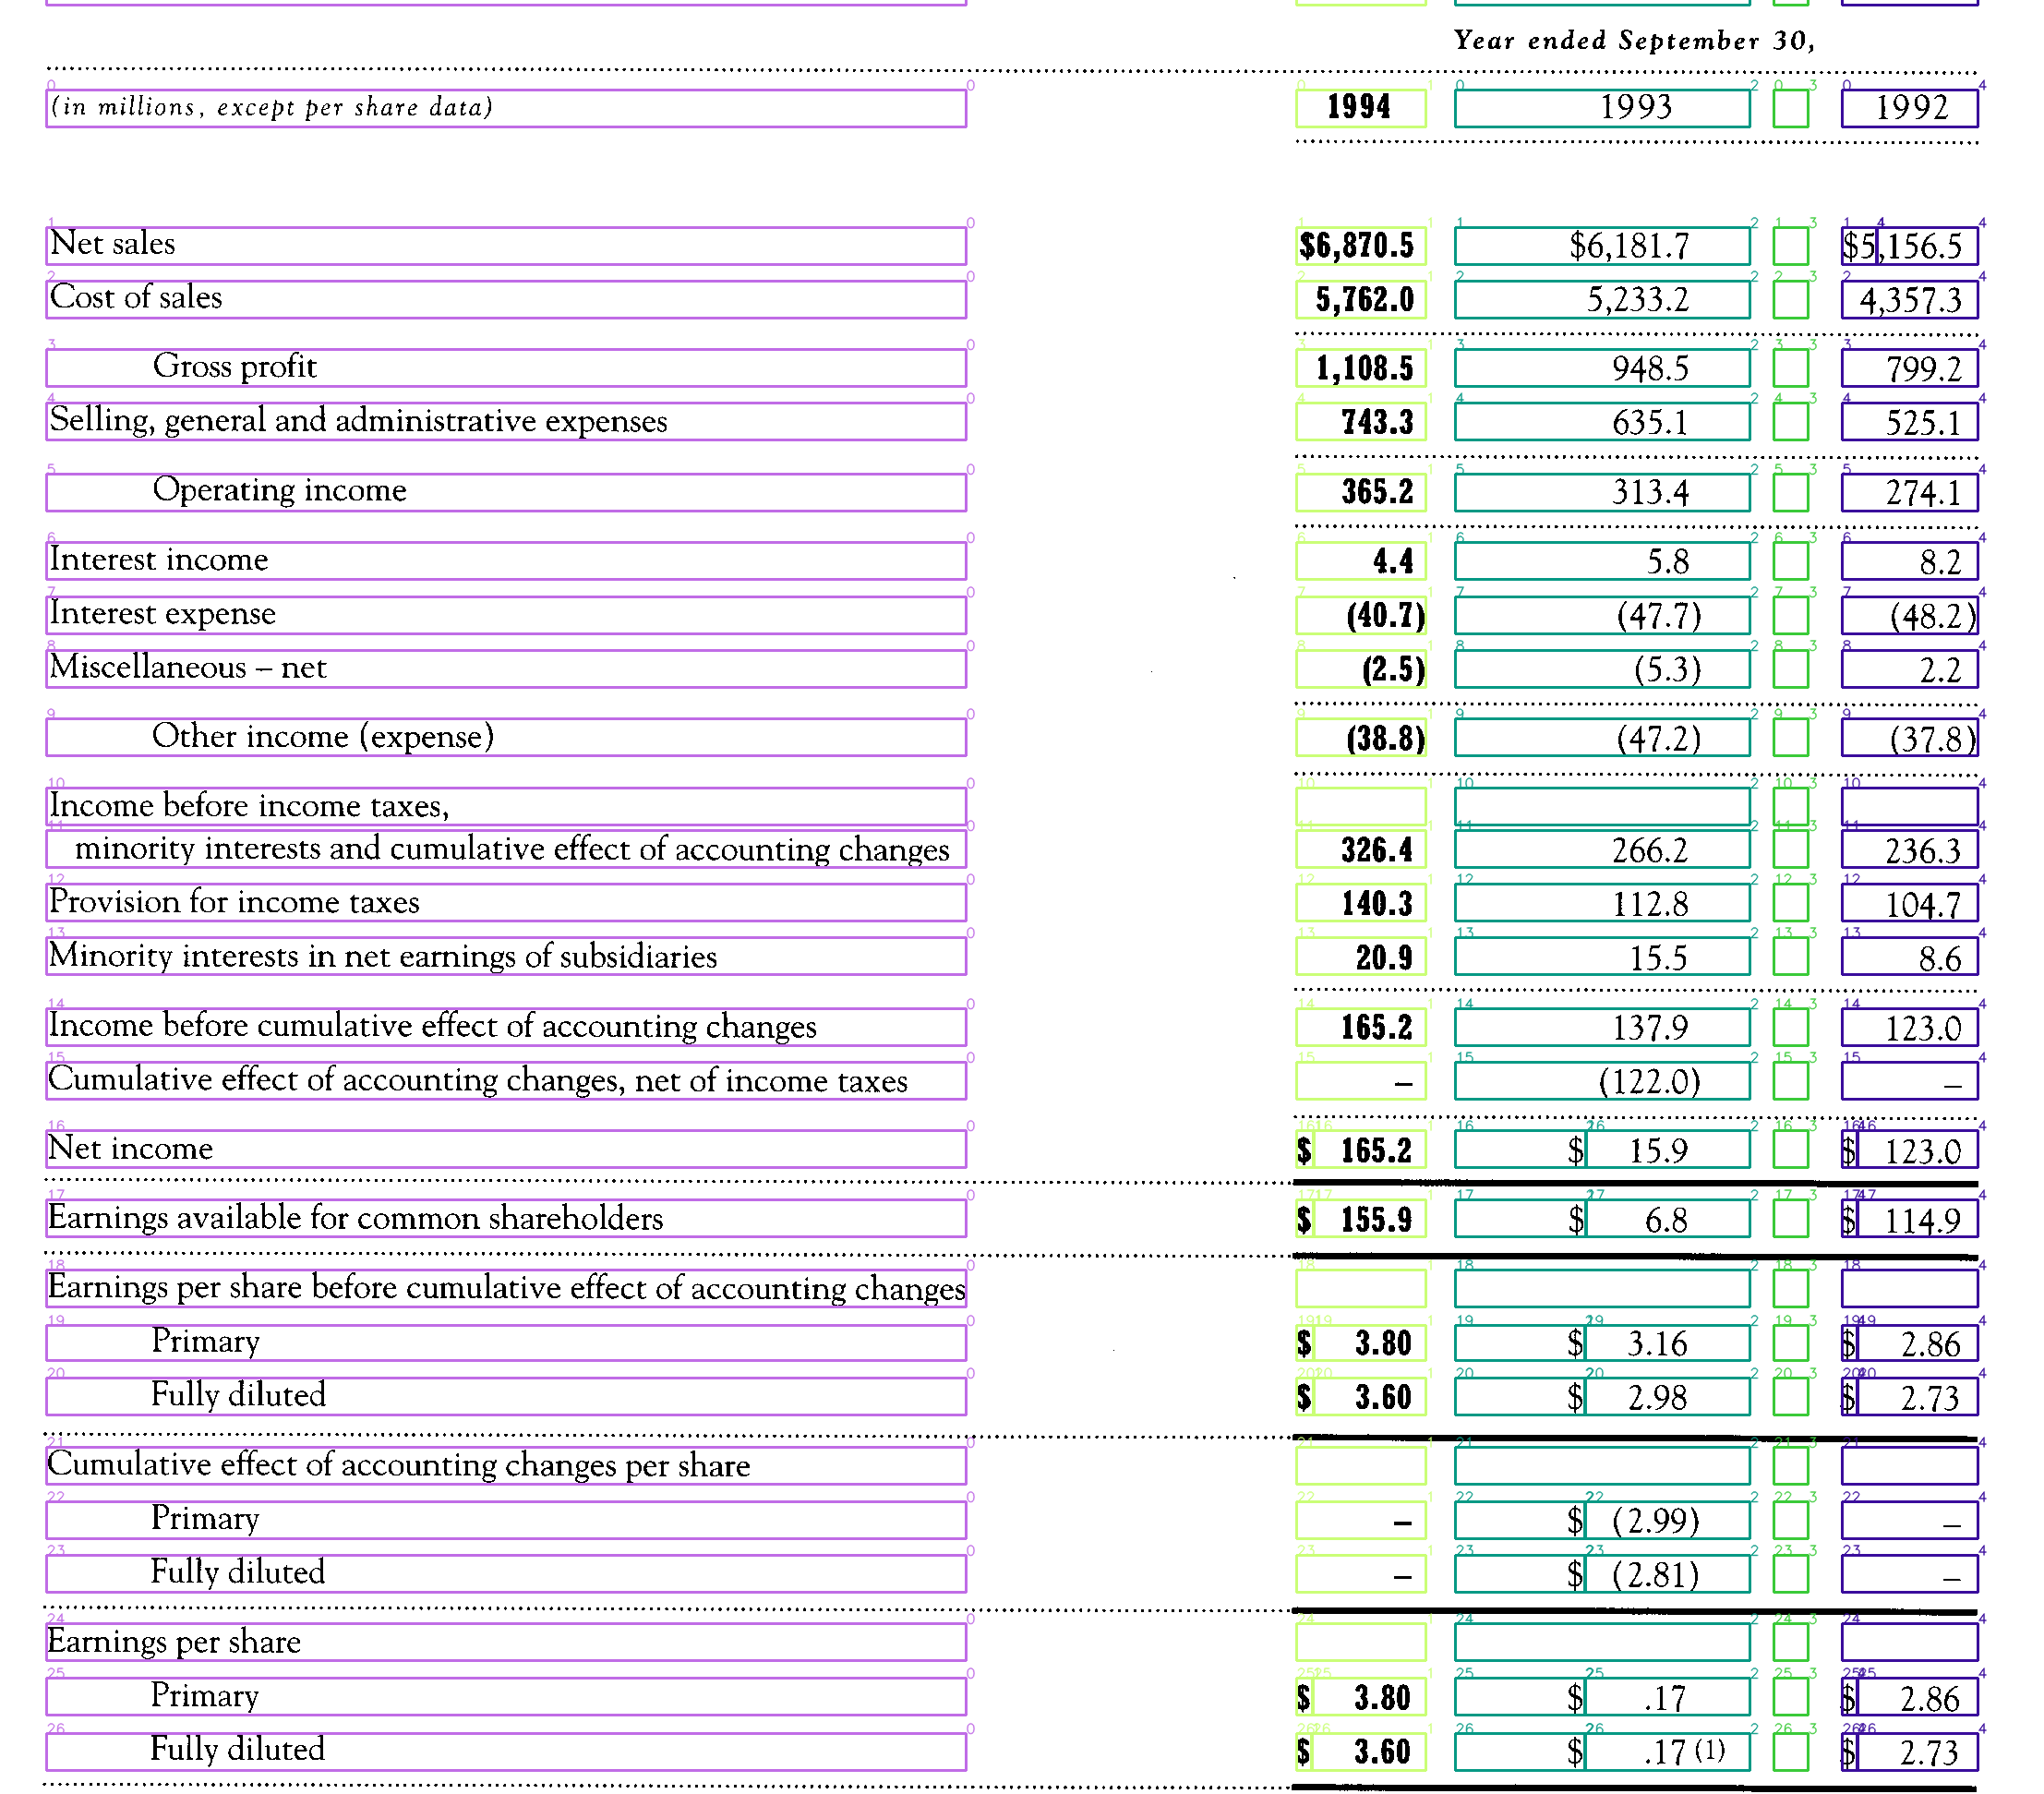 Year ended September 30,
(in millions, except per share data) 1994 1993 1992
Net sales $6,870.5 $6,181.7 $5,156.5
Cost of sales 5,762.0 5,233.2 4,357.3
Gross profit 1,108.5 948.5 799.2
Selling, general and administrative expenses 743.3 635.1 525.1
Operating income 365.2 313.4 274.1
Interest income 4.4 5.8 8.2
Interest expense (40.7) (47.7) (48.2)
Miscellaneous – net (2.5) (5.3) 2.2
Other income (expense) (38.8) (47.2) (37.8)
Income before income taxes,
minority interests and cumulative effect of accounting changes 326.4 266.2 236.3
Provision for income taxes 140.3 112.8 104.7
Minority interests in net earnings of subsidiaries 20.9 15.5 8.6
Income before cumulative effect of accounting changes 165.2 137.9 123.0
Cumulative effect of accounting changes, net of income taxes – (122.0) –
Net income $ 165.2 $ 15.9 $ 123.0
Earnings available for common shareholders $ 155.9 $ 6.8 $ 114.9
Earnings per share before cumulative effect of accounting changes
Primary $ 3.80 $ 3.16 $ 2.86
Fully diluted $ 3.60 $ 2.98 $ 2.73
Cumulative effect of accounting changes per share
Primary – $ (2.99) –
Fully diluted – $ (2.81) –
Earnings per share
Primary $ 3.80 $ .17 $ 2.86
Fully diluted $ 3.60 $ .17 (1) $ 2.73